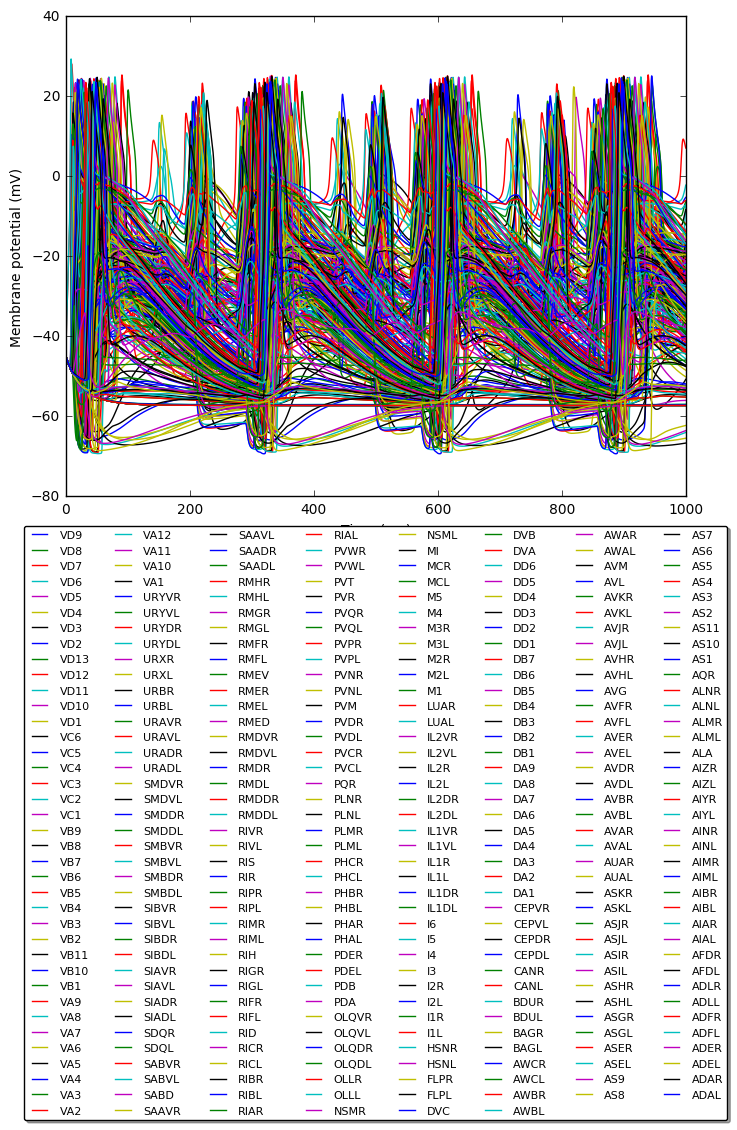 40
20
0
−20
−40
−60
−80
Membrane potential (mV)
0 200 400 600 800 1000
VD9 VA12 SAAVL RIAL NSML DVB AWAR AS7
VD8 VA11 SAADR PVWR MI DVA AWAL AS6
VD7 VA10 SAADL PVWL MCR DD6 AVM AS5
VD6 VA1 RMHR PVT MCL DD5 AVL AS4
VD5 URYVR RMHL PVR M5 DD4 AVKR AS3
VD4 URYVL RMGR PVQR M4 DD3 AVKL AS2
VD3 URYDR RMGL PVQL M3R DD2 AVJR AS11
VD2 URYDL RMFR PVPR M3L DD1 AVJL AS10
VD13 URXR RMFL PVPL M2R DB7 AVHR AS1
VD12 URXL RMEV PVNR M2L DB6 AVHL AQR
VD11 URBR RMER PVNL M1 DB5 AVG ALNR
VD10 URBL RMEL PVM LUAR DB4 AVFR ALNL
VD1 URAVR RMED PVDR LUAL DB3 AVFL ALMR
VC6 URAVL RMDVR PVDL IL2VR DB2 AVER ALML
VC5 URADR RMDVL PVCR IL2VL DB1 AVEL ALA
VC4 URADL RMDR PVCL IL2R DA9 AVDR AIZR
VC3 SMDVR RMDL PQR IL2L DA8 AVDL AIZL
VC2 SMDVL RMDDR PLNR IL2DR DA7 AVBR AIYR
VC1 SMDDR RMDDL PLNL IL2DL DA6 AVBL AIYL
VB9 SMDDL RIVR PLMR IL1VR DA5 AVAR AINR
VB8 SMBVR RIVL PLML IL1VL DA4 AVAL AINL
VB7 SMBVL RIS PHCR IL1R DA3 AUAR AIMR
VB6 SMBDR RIR PHCL IL1L DA2 AUAL AIML
VB5 SMBDL RIPR PHBR IL1DR DA1 ASKR AIBR
VB4 SIBVR RIPL PHBL IL1DL CEPVR ASKL AIBL
VB3 SIBVL RIMR PHAR I6 CEPVL ASJR AIAR
VB2 SIBDR RIML PHAL I5 CEPDR ASJL AIAL
VB11 SIBDL RIH PDER I4 CEPDL ASIR AFDR
VB10 SIAVR RIGR PDEL I3 CANR ASIL AFDL
VB1 SIAVL RIGL PDB I2R CANL ASHR ADLR
VA9 SIADR RIFR PDA I2L BDUR ASHL ADLL
VA8 SIADL RIFL OLQVR I1R BDUL ASGR ADFR
VA7 SDQR RID OLQVL I1L BAGR ASGL ADFL
VA6 SDQL RICR OLQDR HSNR BAGL ASER ADER
VA5 SABVR RICL OLQDL HSNL AWCR ASEL ADEL
VA4 SABVL RIBR OLLR FLPR AWCL AS9 ADAR
VA3 SABD RIBL OLLL FLPL AWBR AS8 ADAL
VA2 SAAVR RIAR NSMR DVC AWBL